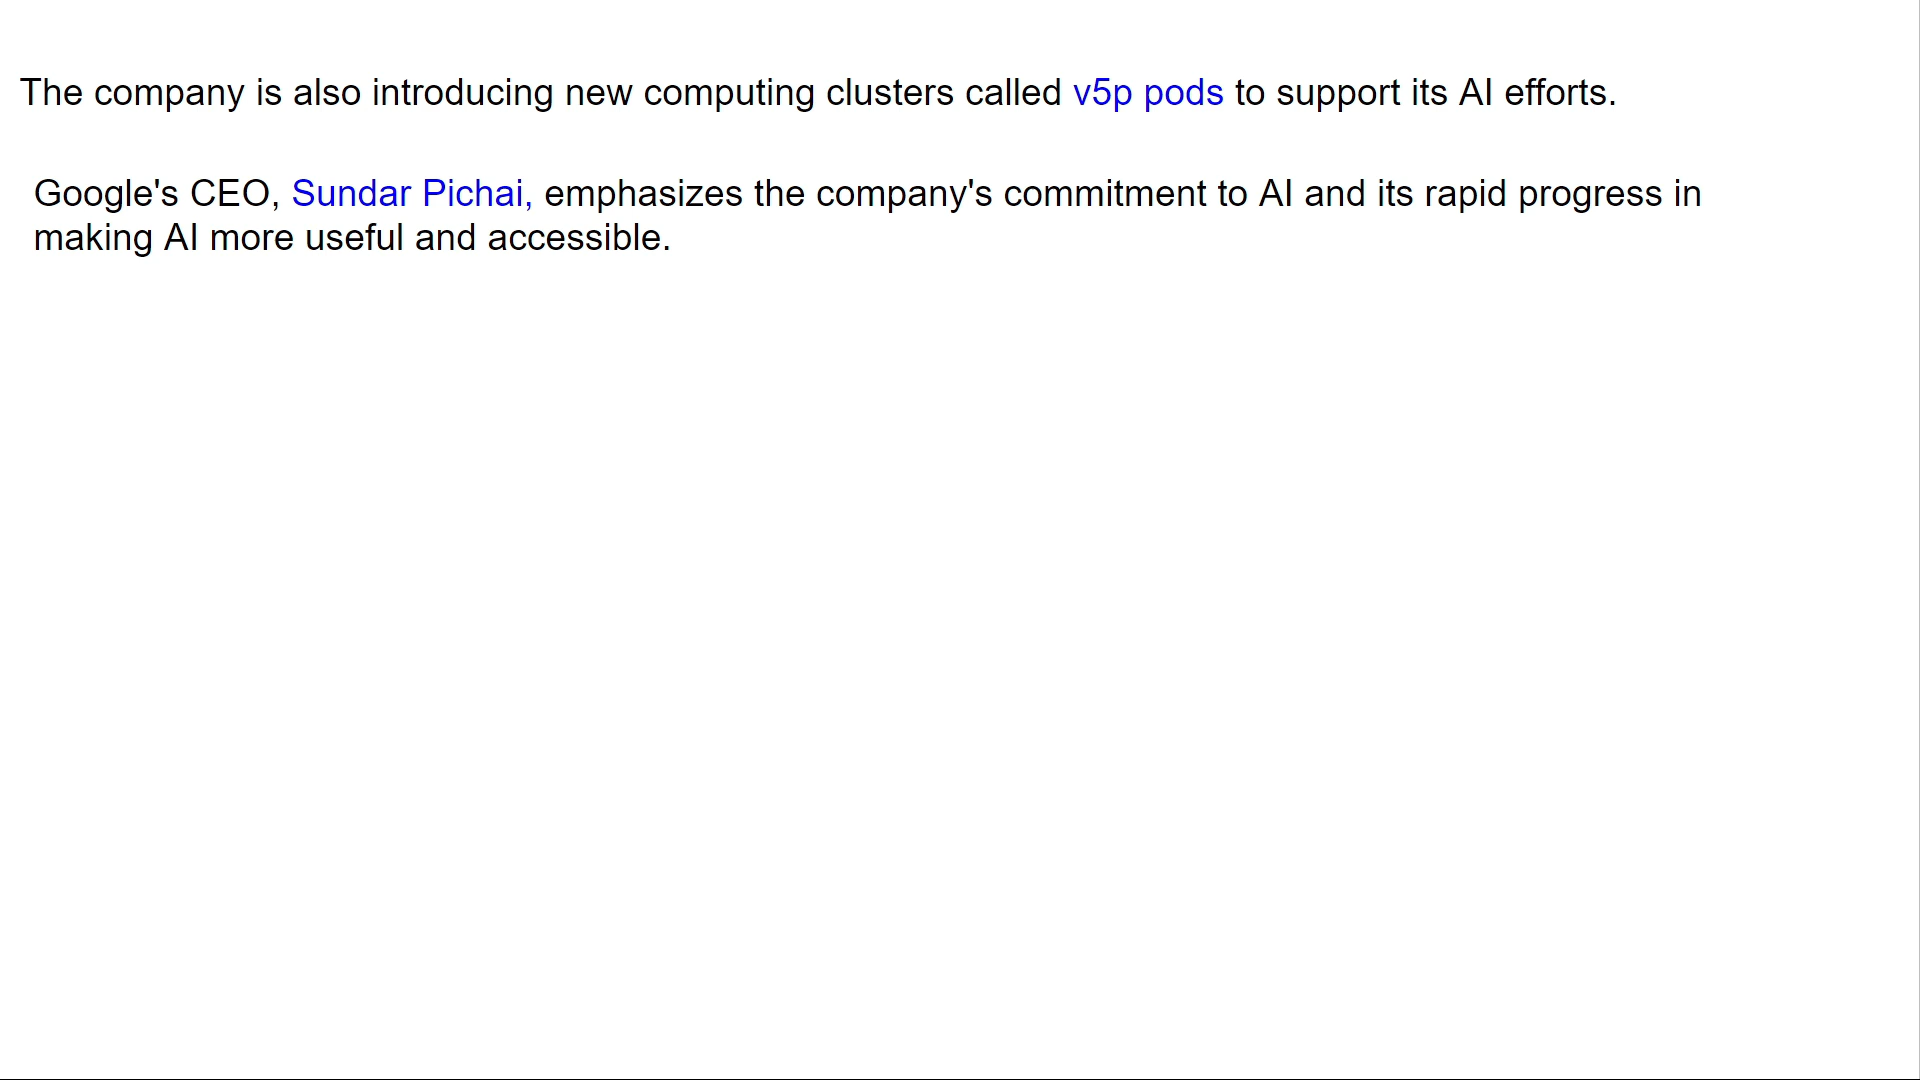 The company is also introducing new computing clusters called v5p pods to support its AI efforts.
Google's CEO, Sundar Pichai, emphasizes the company's commitment to AI and its rapid progress in
making AI more useful and accessible.